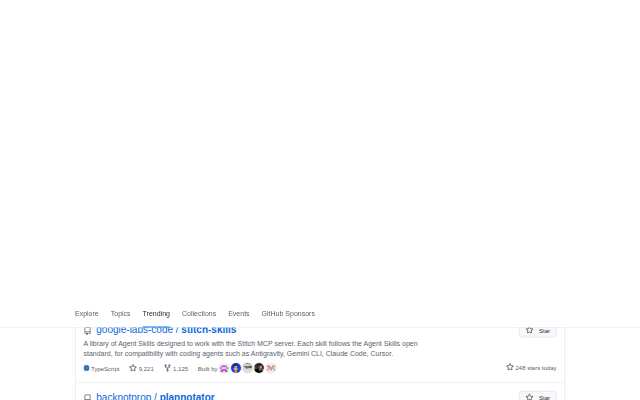 Explore Topics Trending Collections Events GitHub Sponsors
google-labs-code / stitch-skills
Star
A library of Agent Skills designed to work with the Stitch MCP server. Each skill follows the Agent Skills open
standard, for compatibility with coding agents such as Antigravity, Gemini CLI, Claude Code, Cursor.
TypeScript 9,221 1,125 Built by 248 stars today
backnotprop / plannotator
Star